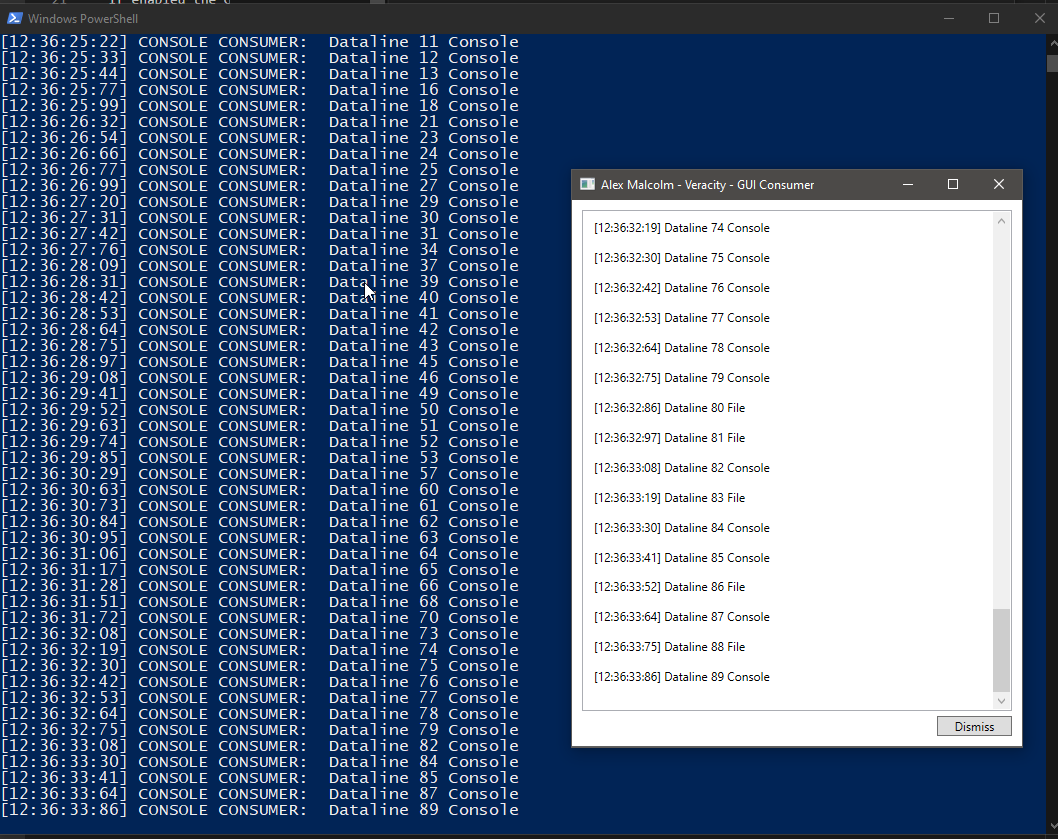 21 if enabled the
Windows PowerShell
[12:36:25:22] CONSOLE CONSUMER: Dataline 11 Console
[12:36:25:33] CONSOLE CONSUMER: Dataline 12 Console
[12:36:25:44] CONSOLE CONSUMER: Dataline 13 Console
[12:36:25:77] CONSOLE CONSUMER: Dataline 16 Console
[12:36:25:99] CONSOLE CONSUMER: Dataline 18 Console
[12:36:26:32] CONSOLE CONSUMER: Dataline 21 Console
[12:36:26:54] CONSOLE CONSUMER: Dataline 23 Console
[12:36:26:66] CONSOLE CONSUMER: Dataline 24 Console
[12:36:26:77] CONSOLE CONSUMER: Dataline 25 Console
[12:36:26:99] CONSOLE CONSUMER: Dataline 27 Console
[12:36:27:20] CONSOLE CONSUMER: Dataline 29 Console
[12:36:27:31] CONSOLE CONSUMER: Dataline 30 Console
[12:36:27:42] CONSOLE CONSUMER: Dataline 31 Console
[12:36:27:76] CONSOLE CONSUMER: Dataline 34 Console
[12:36:28:09] CONSOLE CONSUMER: Dataline 37 Console
[12:36:28:31] CONSOLE CONSUMER: Dataline 39 Console
[12:36:28:42] CONSOLE CONSUMER: Dataline 40 Console
[12:36:28:53] CONSOLE CONSUMER: Dataline 41 Console
[12:36:28:64] CONSOLE CONSUMER: Dataline 42 Console
[12:36:28:75] CONSOLE CONSUMER: Dataline 43 Console
[12:36:28:97] CONSOLE CONSUMER: Dataline 45 Console
[12:36:29:08] CONSOLE CONSUMER: Dataline 46 Console
[12:36:29:41] CONSOLE CONSUMER: Dataline 49 Console
[12:36:29:52] CONSOLE CONSUMER: Dataline 50 Console
[12:36:29:63] CONSOLE CONSUMER: Dataline 51 Console
[12:36:29:74] CONSOLE CONSUMER: Dataline 52 Console
[12:36:29:85] CONSOLE CONSUMER: Dataline 53 Console
[12:36:30:29] CONSOLE CONSUMER: Dataline 57 Console
[12:36:30:63] CONSOLE CONSUMER: Dataline 60 Console
[12:36:30:73] CONSOLE CONSUMER: Dataline 61 Console
[12:36:30:84] CONSOLE CONSUMER: Dataline 62 Console
[12:36:30:95] CONSOLE CONSUMER: Dataline 63 Console
[12:36:31:06] CONSOLE CONSUMER: Dataline 64 Console
[12:36:31:17] CONSOLE CONSUMER: Dataline 65 Console
[12:36:31:28] CONSOLE CONSUMER: Dataline 66 Console
[12:36:31:51] CONSOLE CONSUMER: Dataline 68 Console
[12:36:31:72] CONSOLE CONSUMER: Dataline 70 Console
[12:36:32:08] CONSOLE CONSUMER: Dataline 73 Console
[12:36:32:19] CONSOLE CONSUMER: Dataline 74 Console
[12:36:32:30] CONSOLE CONSUMER: Dataline 75 Console
[12:36:32:42] CONSOLE CONSUMER: Dataline 76 Console
[12:36:32:53] CONSOLE CONSUMER: Dataline 77 Console
[12:36:32:64] CONSOLE CONSUMER: Dataline 78 Console
[12:36:32:75] CONSOLE CONSUMER: Dataline 79 Console
[12:36:33:08] CONSOLE CONSUMER: Dataline 82 Console
[12:36:33:30] CONSOLE CONSUMER: Dataline 84 Console
[12:36:33:41] CONSOLE CONSUMER: Dataline 85 Console
[12:36:33:64] CONSOLE CONSUMER: Dataline 87 Console
[12:36:33:86] CONSOLE CONSUMER: Dataline 89 Console
Alex Malcolm - Veracity - GUI Consumer
[12:36:32:19] Dataline 74 Console
[12:36:32:30] Dataline 75 Console
[12:36:32:42] Dataline 76 Console
[12:36:32:53] Dataline 77 Console
[12:36:32:64] Dataline 78 Console
[12:36:32:75] Dataline 79 Console
[12:36:32:86] Dataline 80 File
[12:36:32:97] Dataline 81 File
[12:36:33:08] Dataline 82 Console
[12:36:33:19] Dataline 83 File
[12:36:33:30] Dataline 84 Console
[12:36:33:41] Dataline 85 Console
[12:36:33:52] Dataline 86 File
[12:36:33:64] Dataline 87 Console
[12:36:33:75] Dataline 88 File
[12:36:33:86] Dataline 89 Console
Dismiss